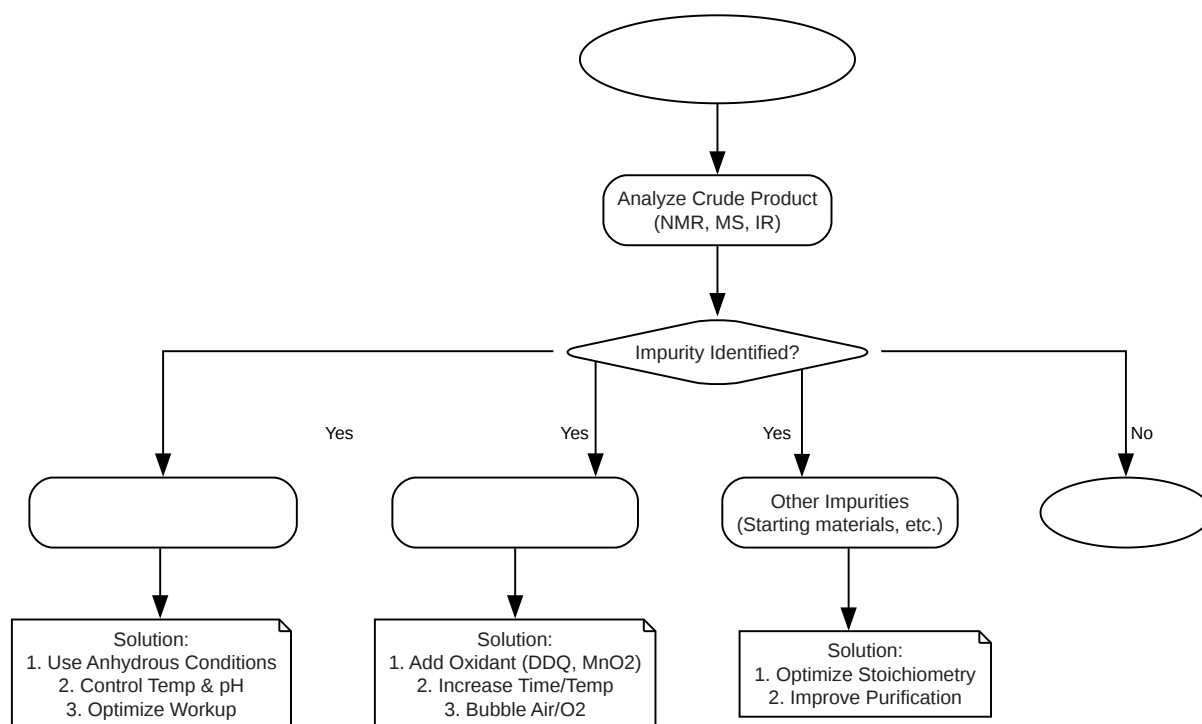 Analyze Crude Product
(NMR, MS, IR)
Impurity Identified?
Yes
Yes
Yes
No
Other Impurities
(Starting materials, etc.)
Solution:
1. Use Anhydrous Conditions
2. Control Temp & pH
3. Optimize Workup
Solution:
1. Add Oxidant (DDQ, MnO2)
2. Increase Time/Temp
3. Bubble Air/O2
Solution:
1. Optimize Stoichiometry
2. Improve Purification